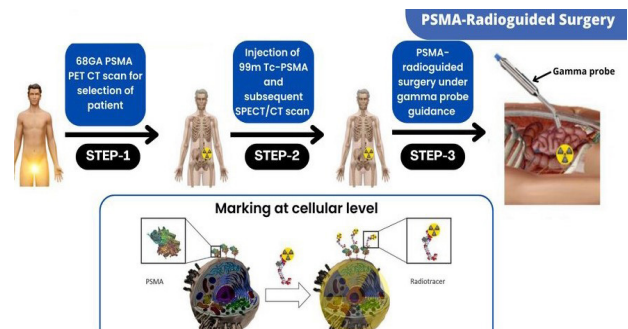 PSMA-Radioguided Surgery
68GA PSMA
PET CT scan for
selection of
patient
STEP-1
Injection of
99m Tc-PSMA
and
subsequent
SPECT/CT scan
STEP-2
PSMA-
radioguided
surgery under
gamma probe
guidance
STEP-3
Gamma probe
Marking at cellular level
PSMA
Radiotracer